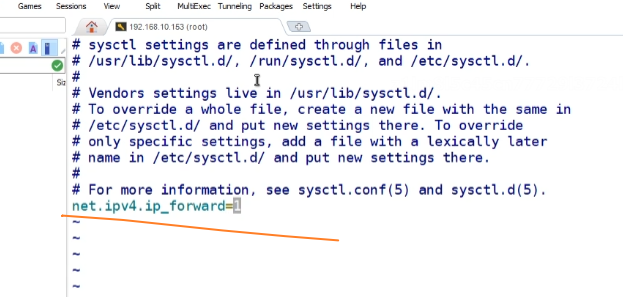 Games Sessions View Split MultiExec Tunneling Packages Settings Help
192.168.10.153 (root)
# sysctl settings are defined through files in
# /usr/lib/sysctl.d/, /run/sysctl.d/, and /etc/sysctl.d/.
#
# Vendors settings live in /usr/lib/sysctl.d/.
# To override a whole file, create a new file with the same in
# /etc/sysctl.d/ and put new settings there. To override
# only specific settings, add a file with a lexically later
# name in /etc/sysctl.d/ and put new settings there.
#
# For more information, see sysctl.conf(5) and sysctl.d(5).
net.ipv4.ip_forward=1
~
~
~
~
~